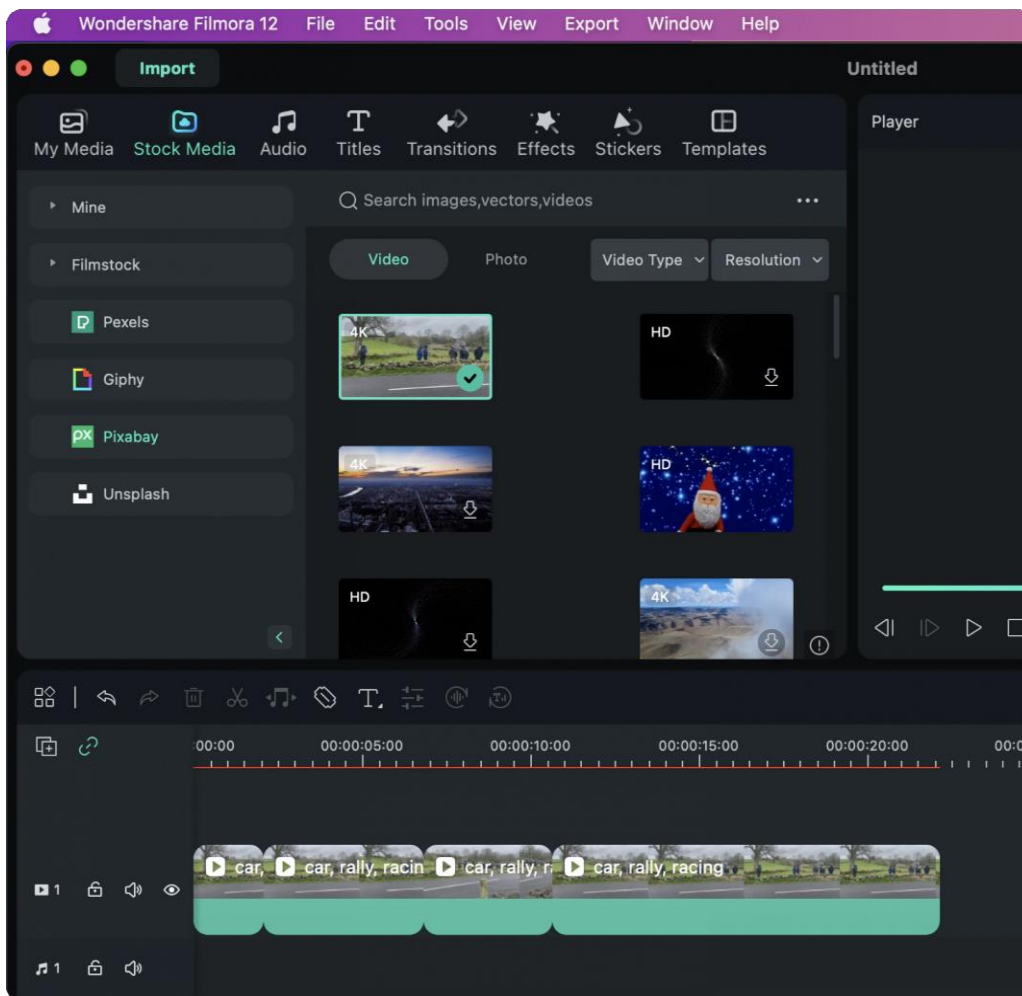 Wondershare Filmora 12 File Edit Tools View Export Window Help
Import
Untitled
My Media Stock Media Audio Titles Transitions Effects Stickers Templates
Player
Mine
Filmstock
Pexels
Giphy
Pixabay
Unsplash
Search images,vectors,videos
Video Photo Video Type Resolution
4K HD
4K HD
HD 4K
:00:00 00:00:05:00 00:00:10:00 00:00:15:00 00:00:20:00 00:0
car, car, rally, racin car, rally, ra car, rally, racing
1
1